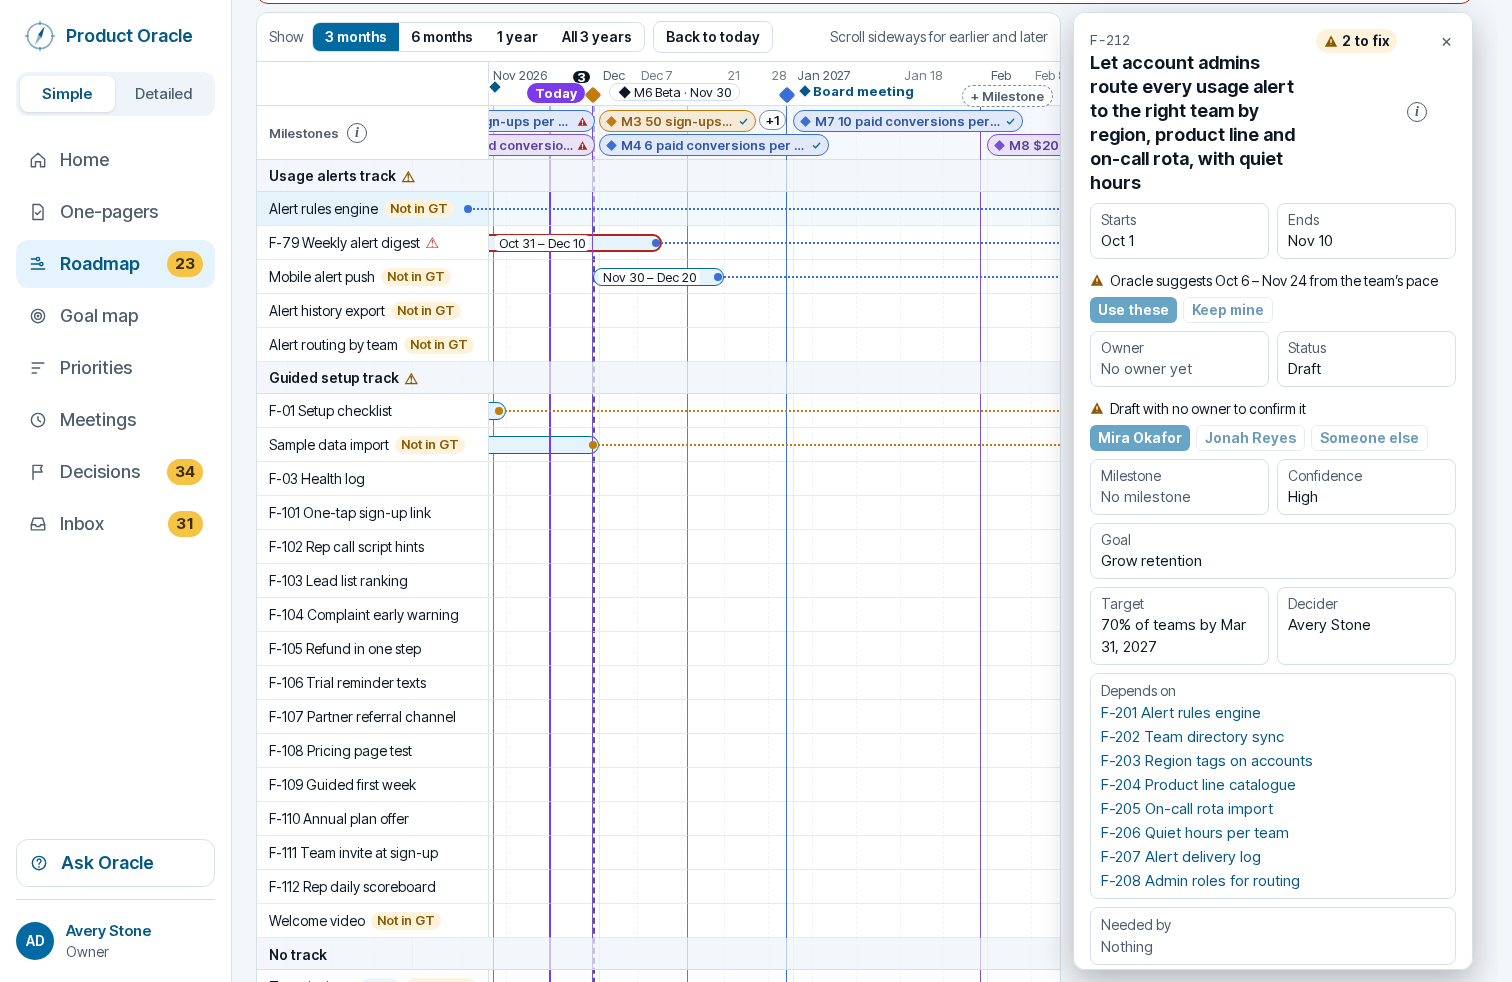 Product Oracle
Simple
Detailed
Home
One-pagers
Roadmap
23
Goal map
Priorities
Meetings
Decisions
34
Inbox
31
Ask Oracle
AD
Avery Stone
Owner
Show
3 months
6 months
1 year
All 3 years
Back to today
Scroll sideways for earlier and later
Nov 2026
3
Dec
Dec 7
21
28
Jan 2027
Jan 18
Feb
Feb
Today
M6 Beta · Nov 30
Board meeting
+ Milestone
Milestones
gn-ups per ...
M3 50 sign-ups...
+1
M7 10 paid conversions per...
d conversio...
M4 6 paid conversions per ...
M8 $20
Usage alerts track
Alert rules engine
Not in GT
F-79 Weekly alert digest
Oct 31 – Dec 10
Mobile alert push
Not in GT
Nov 30 – Dec 20
Alert history export
Not in GT
Alert routing by team
Not in GT
Guided setup track
F-01 Setup checklist
Sample data import
Not in GT
F-03 Health log
F-101 One-tap sign-up link
F-102 Rep call script hints
F-103 Lead list ranking
F-104 Complaint early warning
F-105 Refund in one step
F-106 Trial reminder texts
F-107 Partner referral channel
F-108 Pricing page test
F-109 Guided first week
F-110 Annual plan offer
F-111 Team invite at sign-up
F-112 Rep daily scoreboard
Welcome video
Not in GT
No track
F-212
2 to fix
×
Let account admins
route every usage alert
to the right team by
region, product line and
on-call rota, with quiet
hours
i
Starts
Oct 1
Ends
Nov 10
Oracle suggests Oct 6 – Nov 24 from the team's pace
Use these
Keep mine
Owner
No owner yet
Status
Draft
Draft with no owner to confirm it
Mira Okafor
Jonah Reyes
Someone else
Milestone
No milestone
Confidence
High
Goal
Grow retention
Target
70% of teams by Mar
31, 2027
Decider
Avery Stone
Depends on
F-201 Alert rules engine
F-202 Team directory sync
F-203 Region tags on accounts
F-204 Product line catalogue
F-205 On-call rota import
F-206 Quiet hours per team
F-207 Alert delivery log
F-208 Admin roles for routing
Needed by
Nothing